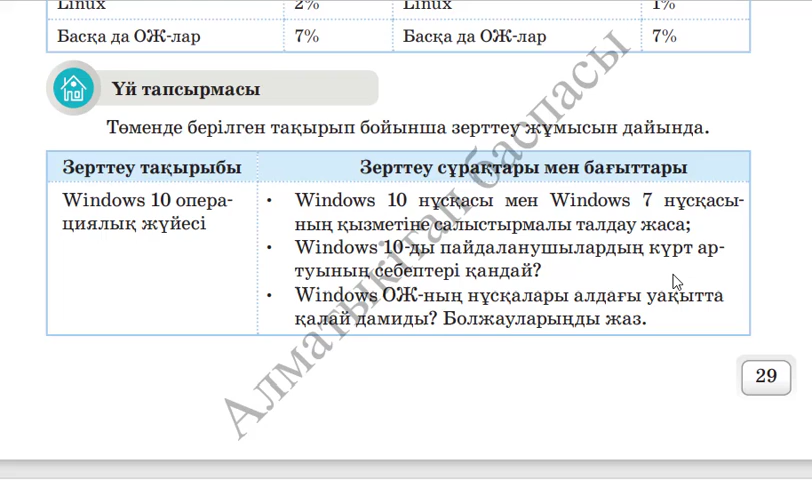 Linux 2% Linux 1%
Басқа да ОЖ-лар 7% Басқа да ОЖ-лар 7%
Үй тапсырмасы
Төменде берілген тақырып бойынша зерттеу жұмысын дайында.
Зерттеу тақырыбы Зерттеу сұрақтары мен бағыттары
Windows 10 опера-
циялық жүйесі
• Windows 10 нұсқасы мен Windows 7 нұсқасы-
ның қызметіне салыстырмалы талдау жаса;
• Windows 10-ды пайдаланушылардың күрт ар-
туының себептері қандай?
• Windows ОЖ-ның нұсқалары алдағы уақытта
қалай дамиды? Болжауларыңды жаз.
Алматыкітап баспасы
29